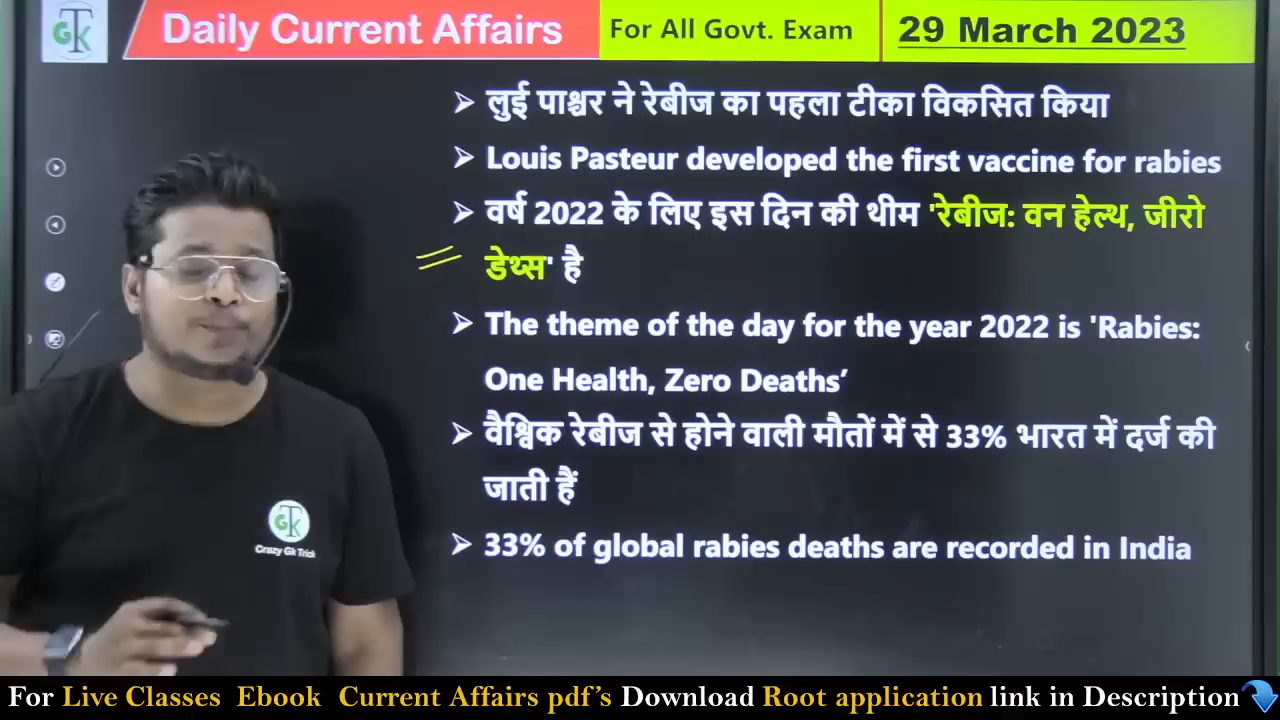 GTK
Daily Current Affairs
For All Govt. Exam
29 March 2023
➢ लुई पाश्चर ने रेबीज का पहला टीका विकसित किया
➢ Louis Pasteur developed the first vaccine for rabies
➢ वर्ष 2022 के लिए इस दिन की थीम 'रेबीज: वन हेल्थ, जीरो
डेथ्स' है
➢ The theme of the day for the year 2022 is 'Rabies:
One Health, Zero Deaths’
➢ वैश्विक रेबीज से होने वाली मौतों में से 33% भारत में दर्ज की
जाती हैं
➢ 33% of global rabies deaths are recorded in India
GTK
Crazy Gk Trick
For Live Classes Ebook Current Affairs pdf’s Download Root application link in Description